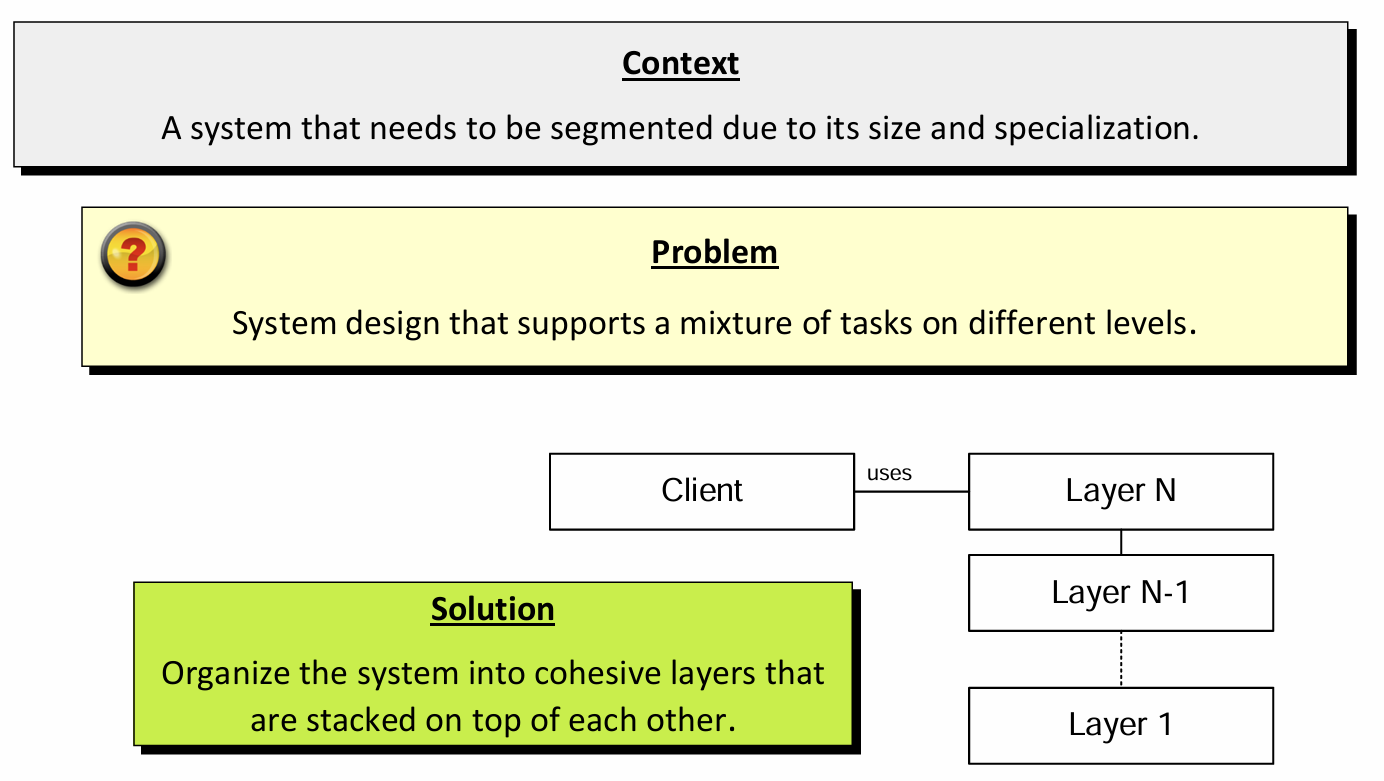 Context
A system that needs to be segmented due to its size and specialization.
?
Problem
System design that supports a mixture of tasks on different levels.
Client
uses
Layer N
Layer N-1
Layer 1
Solution
Organize the system into cohesive layers that
are stacked on top of each other.